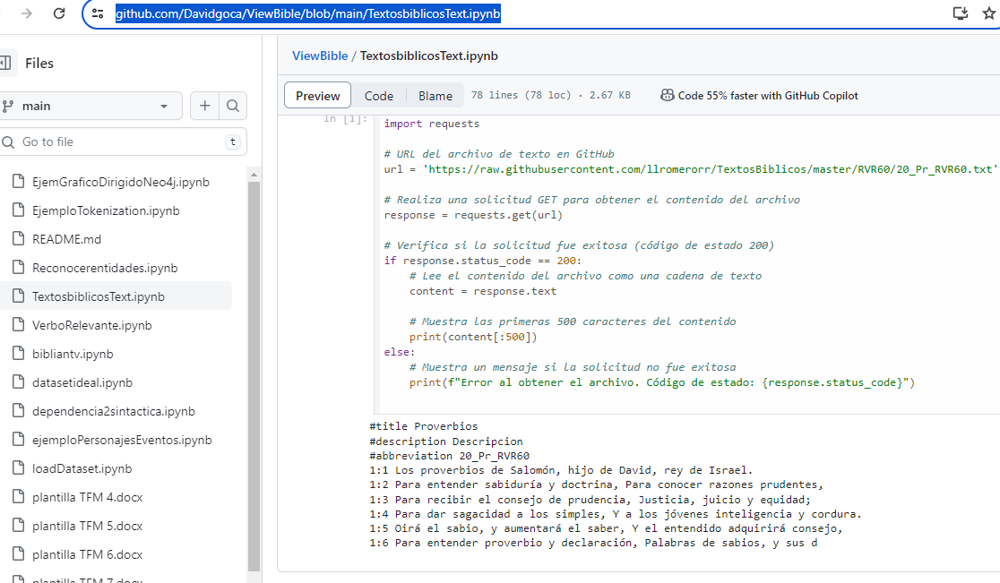 github.com/Davidgoca/ViewBible/blob/main/TextosbiblicosText.ipynb
Files
main
Go to file
t
EjemGraficoDirigidoNeo4j.ipynb
EjemploTokenization.ipynb
README.md
Reconocerentidades.ipynb
TextosbiblicosText.ipynb
VerboRelevante.ipynb
bibliantv.ipynb
datasetideal.ipynb
dependencia2sintactica.ipynb
ejemploPersonajesEventos.ipynb
loadDataset.ipynb
plantilla TFM 4.docx
plantilla TFM 5.docx
plantilla TFM 6.docx
plantilla TFM 7.docx
ViewBible / TextosbiblicosText.ipynb
Preview Code Blame 78 lines (78 loc) · 2.67 KB Code 55% faster with GitHub Copilot
In [1]:
import requests
# URL del archivo de texto en GitHub
url = 'https://raw.githubusercontent.com/llromerorr/TextosBiblicos/master/RVR60/20_Pr_RVR60.txt'
# Realiza una solicitud GET para obtener el contenido del archivo
response = requests.get(url)
# Verifica si la solicitud fue exitosa (código de estado 200)
if response.status_code == 200:
# Lee el contenido del archivo como una cadena de texto
content = response.text
# Muestra las primeras 500 caracteres del contenido
print(content[:500])
else:
# Muestra un mensaje si la solicitud no fue exitosa
print(f"Error al obtener el archivo. Código de estado: {response.status_code}")
#title Proverbios
#description Descripcion
#abbreviation 20_Pr_RVR60
1:1 Los proverbios de Salomón, hijo de David, rey de Israel.
1:2 Para entender sabiduría y doctrina, Para conocer razones prudentes,
1:3 Para recibir el consejo de prudencia, Justicia, juicio y equidad;
1:4 Para dar sagacidad a los simples, Y a los jóvenes inteligencia y cordura.
1:5 Oirá el sabio, y aumentará el saber, Y el entendido adquirirá consejo,
1:6 Para entender proverbio y declaración, Palabras de sabios, y sus d